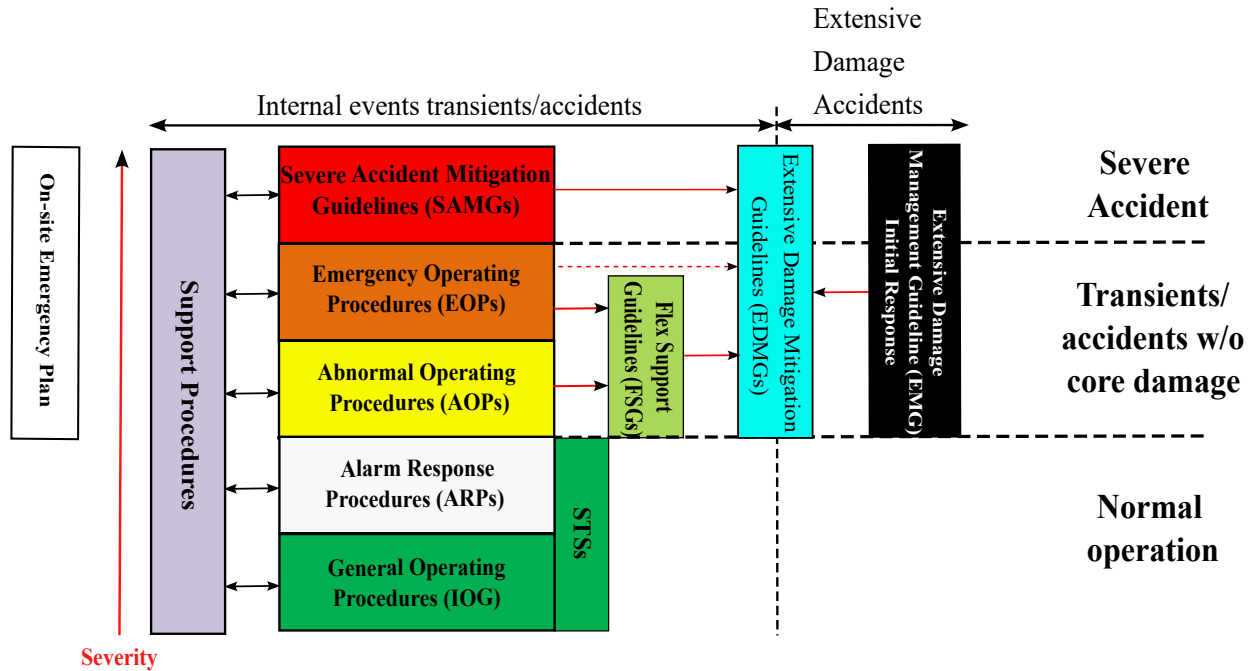 Extensive
Damage
Accidents
Internal events transients/accidents
On-site Emergency Plan
Severity
Support Procedures
Severe Accident Mitigation
Guidelines (SAMGs)
Emergency Operating
Procedures (EOPs)
Abnormal Operating
Procedures (AOPs)
Alarm Response
Procedures (ARPs)
General Operating
Procedures (IOG)
STSs
Flex Support
Guidelines (FSGs)
Extensive Damage Mitigation
Guidelines (EDMGs)
Extensive Damage
Management Guideline (EMG)
Initial Response
Severe
Accident
Transients/
accidents w/o
core damage
Normal
operation